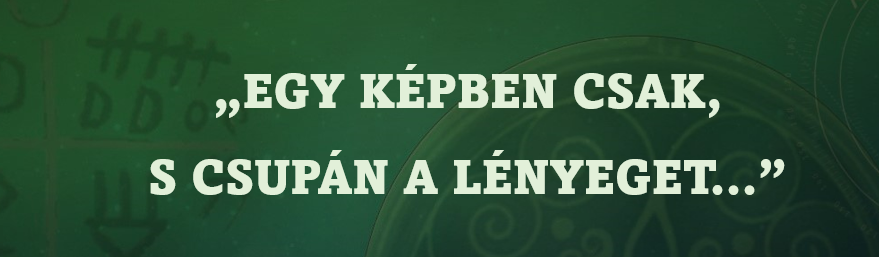 „EGY KÉPBEN CSAK,
S CSUPÁN A LÉNYEGET...”